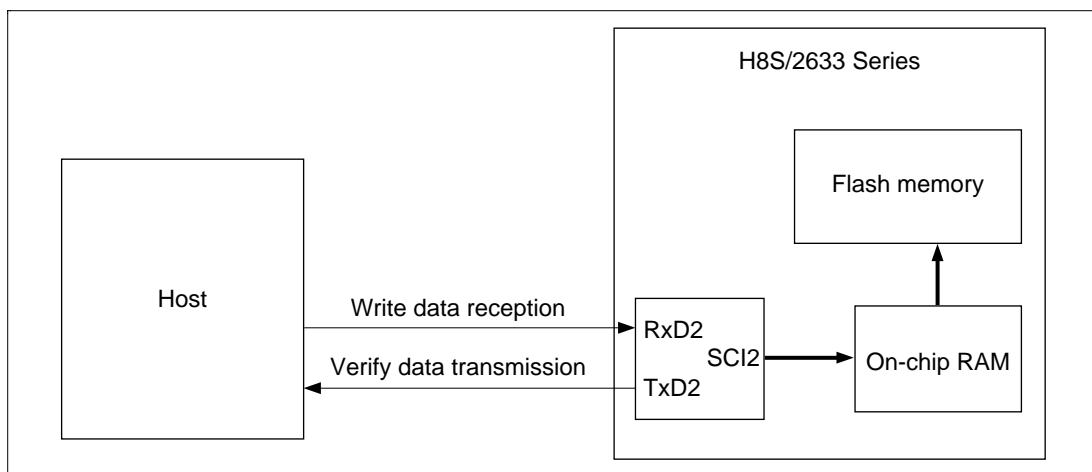 H8S/2633 Series
Flash memory
Host
Write data reception
RxD2
SCI2
On-chip RAM
Verify data transmission
TxD2